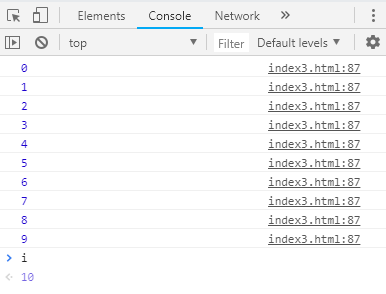 Elements Console Network »
top Filter Default levels
0 index3.html:87
1 index3.html:87
2 index3.html:87
3 index3.html:87
4 index3.html:87
5 index3.html:87
6 index3.html:87
7 index3.html:87
8 index3.html:87
9 index3.html:87
i
10